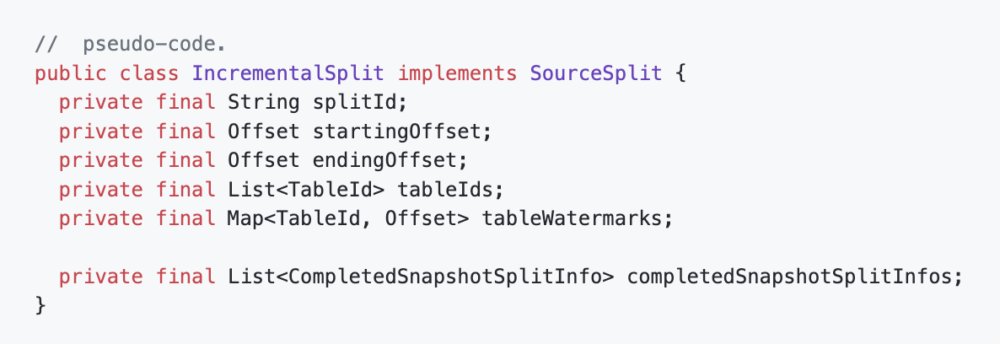 //  pseudo-code.
public class IncrementalSplit implements SourceSplit {
  private final String splitId;
  private final Offset startingOffset;
  private final Offset endingOffset;
  private final List<TableId> tableIds;
  private final Map<TableId, Offset> tableWatermarks;

  private final List<CompletedSnapshotSplitInfo> completedSnapshotSplitInfos;
}